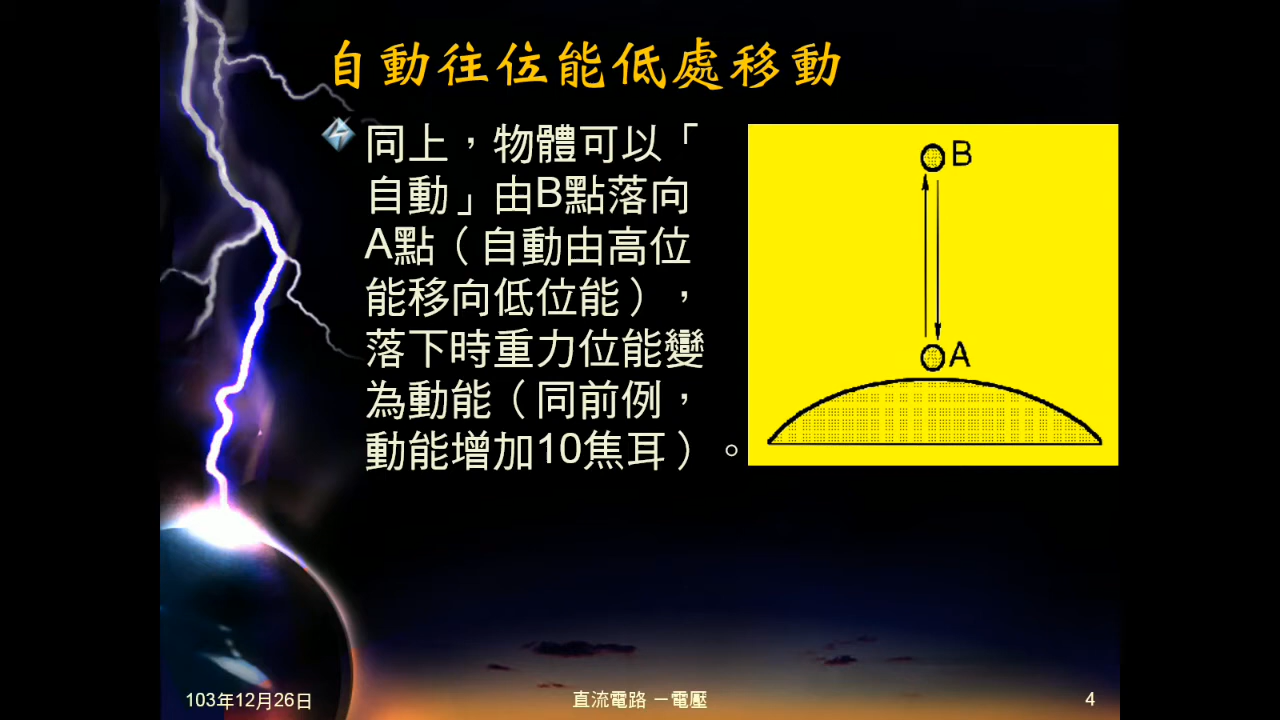 自動往位能低處移動
同上，物體可以「
自動」由B點落向
A點（自動由高位
能移向低位能），
落下時重力位能變
為動能（同前例，
動能增加10焦耳）。
B
A
103年12月26日
直流電路 －電壓
4